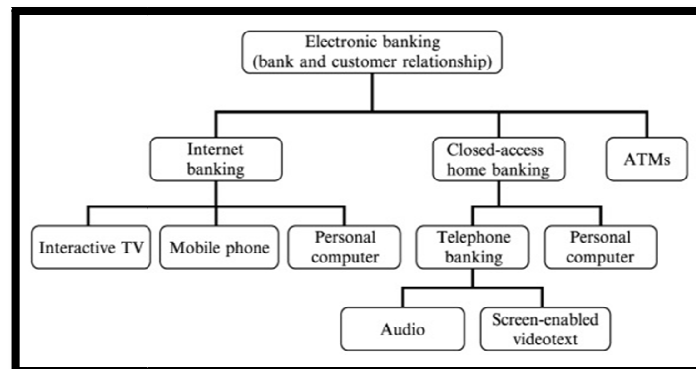 Electronic banking
(bank and customer relationship)
Internet
banking
Closed-access
home banking
ATMs
Interactive TV
Mobile phone
Personal
computer
Telephone
banking
Personal
computer
Audio
Screen-enabled
videotext